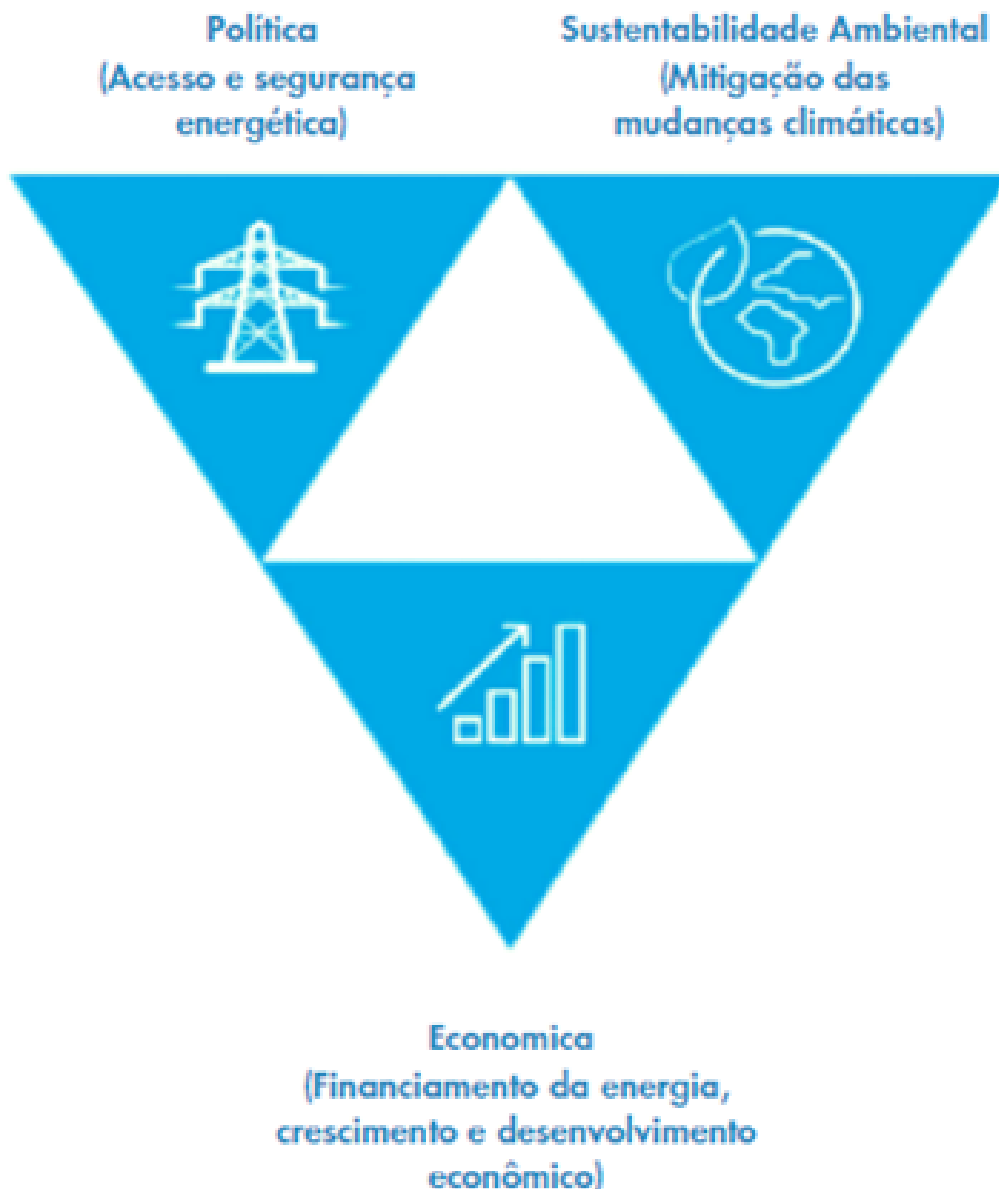 Política
(Acesso e segurança
energética)
Sustentabilidade Ambiental
(Mitigação das
mudanças climáticas)
Economica
(Financiamento da energia,
crescimento e desenvolvimento
econômico)